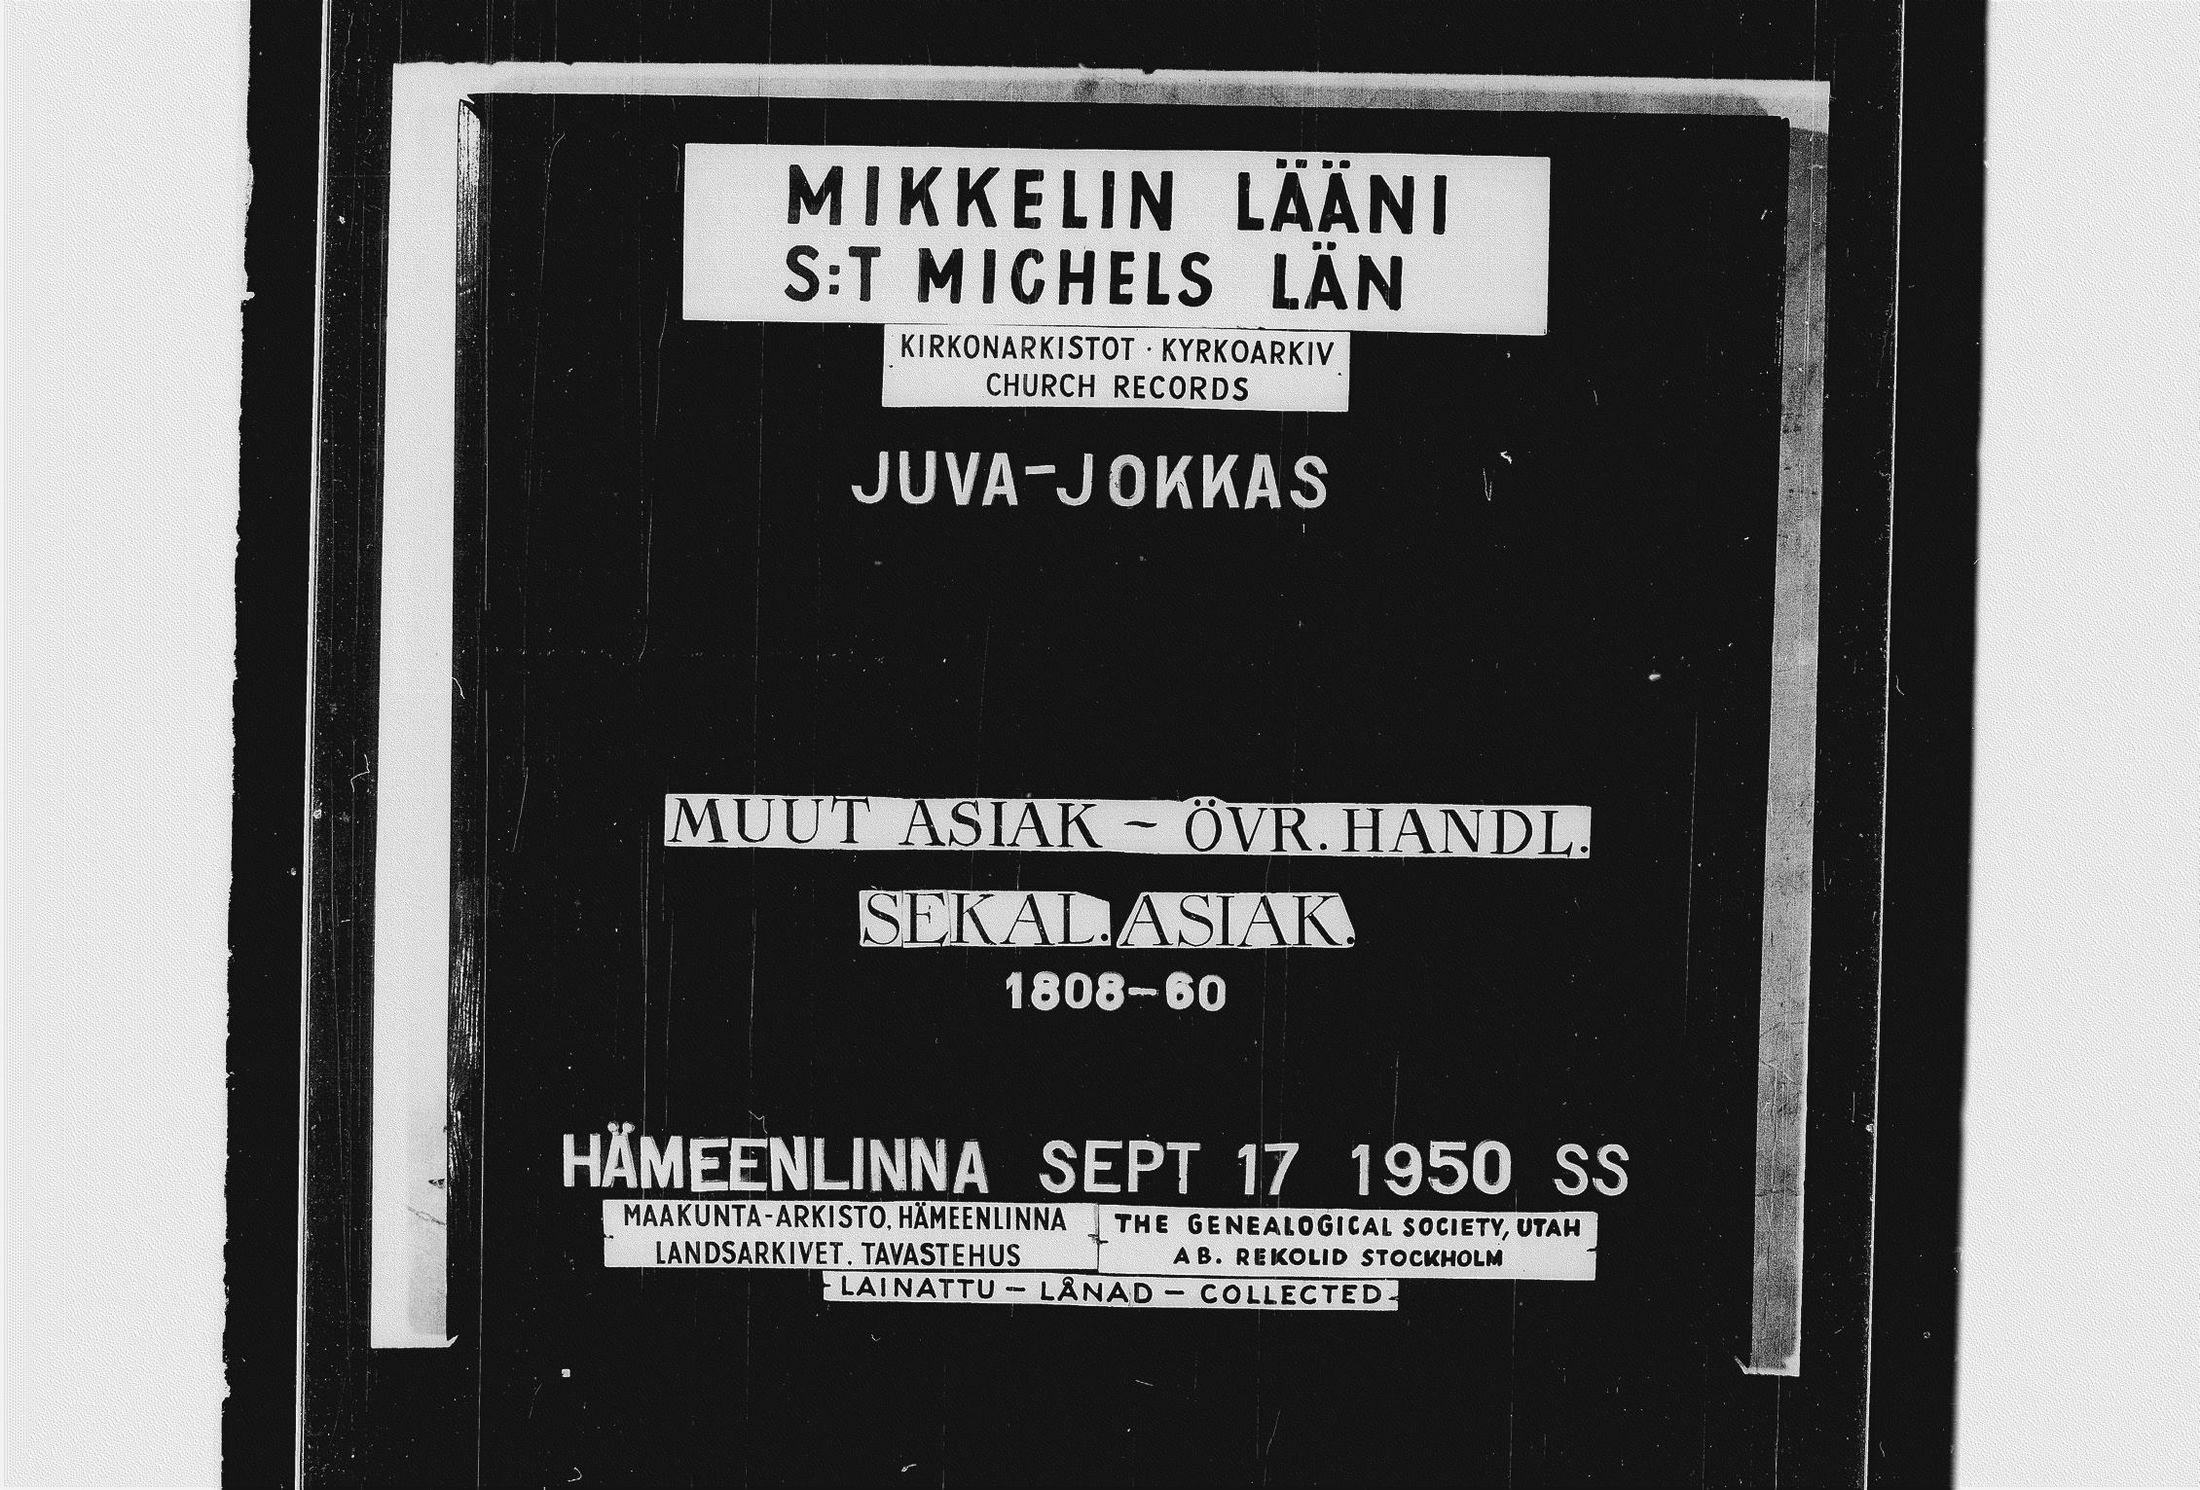 MIKKELIN LÄÄNI
S:T MICHELS LÄN
KIRKONARKISTOT · KYRKOARKIV
CHURCH RECORDS
JUVA-JOKKAS
MUUT ASIAK - ÖVR. HANDL.
SEKAL. ASIAK.
1808-60
HÄMEENLINNA SEPT 17 1950 SS
MAAKUNTA-ARKISTO, HÄMEENLINNA
LANDSARKIVET, TAVASTEHUS
THE GENEALOGICAL SOCIETY, UTAH
AB. REKOLID STOCKHOLM
LAINATTU - LÅNAD - COLLECTED